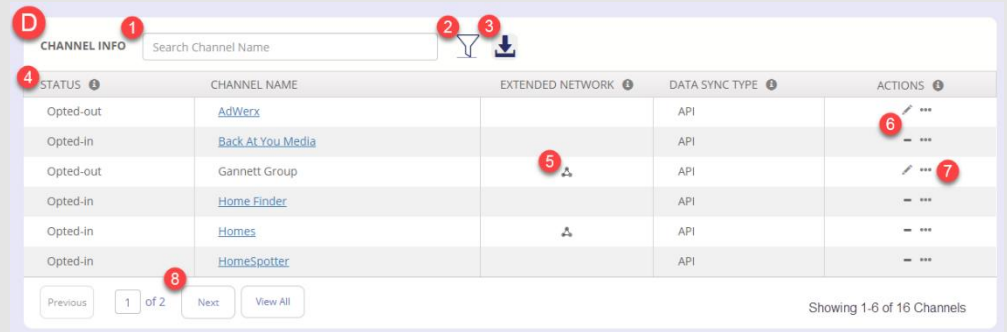 D
1 2 3
CHANNEL INFO Search Channel Name
4 STATUS CHANNEL NAME EXTENDED NETWORK DATA SYNC TYPE ACTIONS
Opted-out AdWerx API
6
Opted-in Back At You Media API
5
Opted-out Gannett Group API 7
Opted-in Home Finder API
Opted-in Homes API
Opted-in HomeSpotter API
8
Previous 1 of 2 Next View All Showing 1-6 of 16 Channels